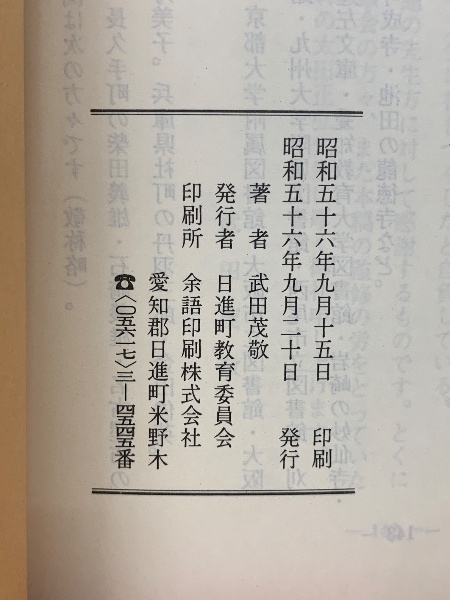 昭和五十六年九月十五日 印刷
昭和五十六年九月二十日 発行
著者 武田茂敬
発行者 日進町教育委員会
印刷所 余語印刷株式会社
愛知郡日進町米野木
☎〈〇五六一七〉三-四五四五番